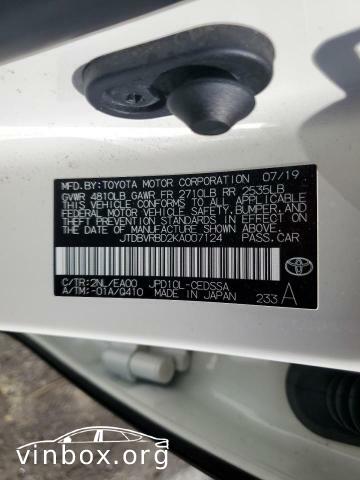 MFD.BY:TOYOTA MOTOR CORPORATION 07/19
GVWR 4810LB GAWR FR 2710LB RR 2535LB
THIS VEHICLE CONFORMS TO ALL APPLICABLE
FEDERAL MOTOR VEHICLE SAFETY, BUMPER, AND
THEFT PREVENTION STANDARDS IN EFFECT ON
THE DATE OF MANUFACTURE SHOWN ABOVE.
JTDBVRBD2KA007124 PASS.CAR
C/TR:2NL/EA00 JPD10L-CEDSSA
A/TM:-01A/Q410 MADE IN JAPAN 233 A
vinbox.org